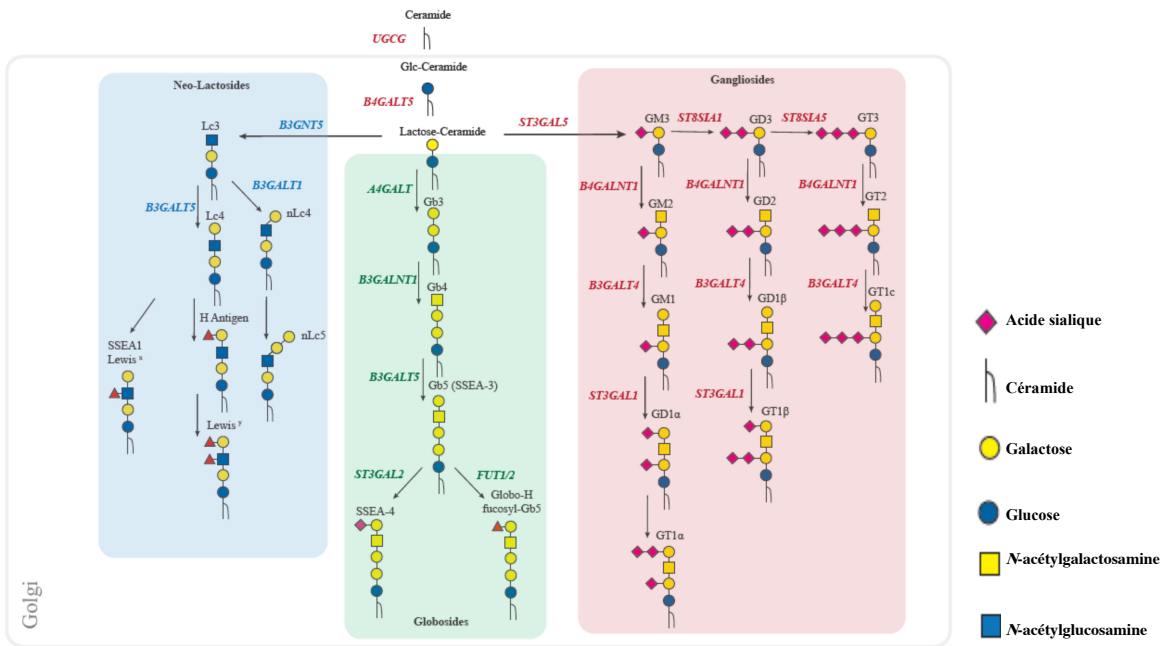 Ceramide
UGCG
Glc-Ceramide
B4GALT5
Lactose-Ceramide
Neo-Lactosides
Lc3
B3GNT5
B3GALT1
B3GALT5
Lc4
nLc4
H Antigen
nLc5
SSEA1
Lewis x
Lewis y
A4GALT
Gb3
B3GALNT1
Gb4
B3GALT5
Gb5 (SSEA-3)
ST3GAL2
FUT1/2
SSEA-4
Globo-H
fucosyl-Gb5
Globosides
Gangliosides
ST3GAL5
GM3
ST8SIA1
GD3
ST8SIA5
GT3
B4GALNT1
B4GALNT1
B4GALNT1
GM2
GD2
GT2
B3GALT4
B3GALT4
B3GALT4
GM1
GD1β
GT1c
ST3GAL1
ST3GAL1
GD1α
GT1β
GT1α
Golgi
Acide sialique
Céramide
Galactose
Glucose
N-acétylgalactosamine
N-acétylglucosamine